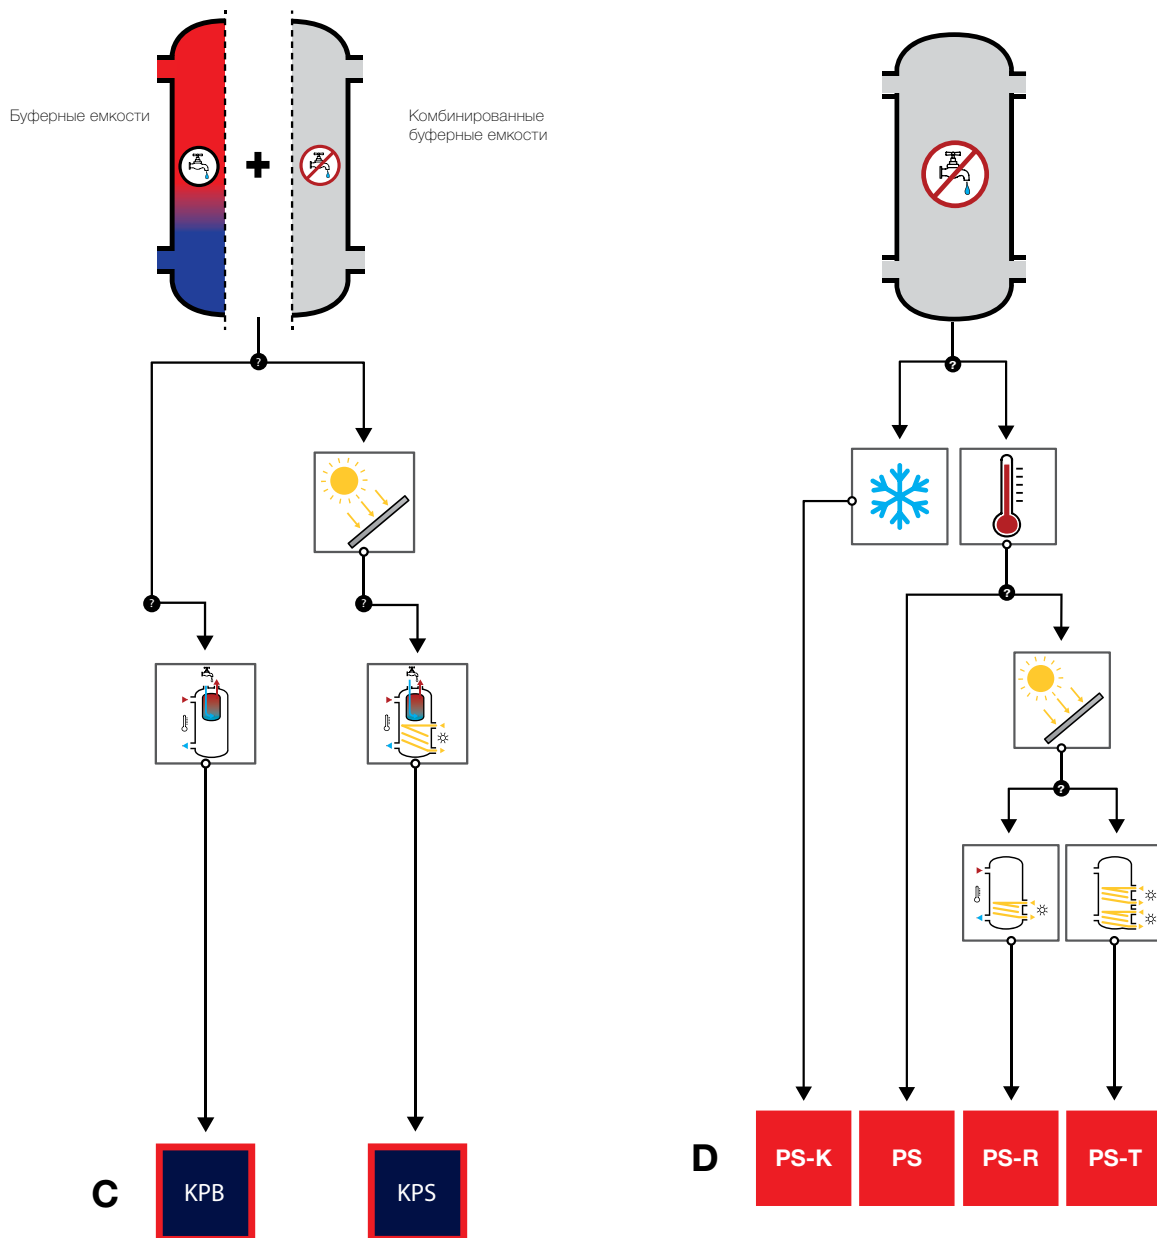 Буферные емкости
Комбинированные
буферные емкости
?
?
?
?
?
?
D
PS-K
PS
PS-R
PS-T
C
KPB
KPS